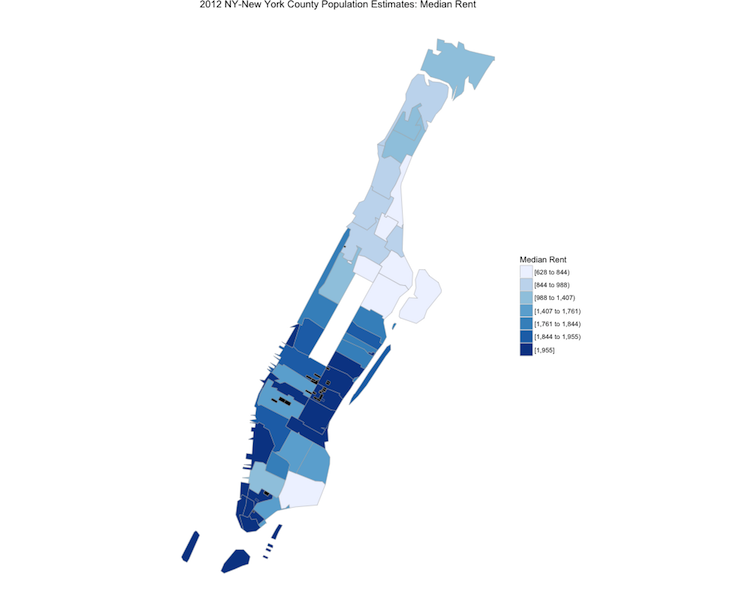 2012 NY-New York County Population Estimates: Median Rent
Median Rent
[628 to 844)
[844 to 988)
[988 to 1,407)
[1,407 to 1,761)
[1,761 to 1,844)
[1,844 to 1,955)
[1,955]